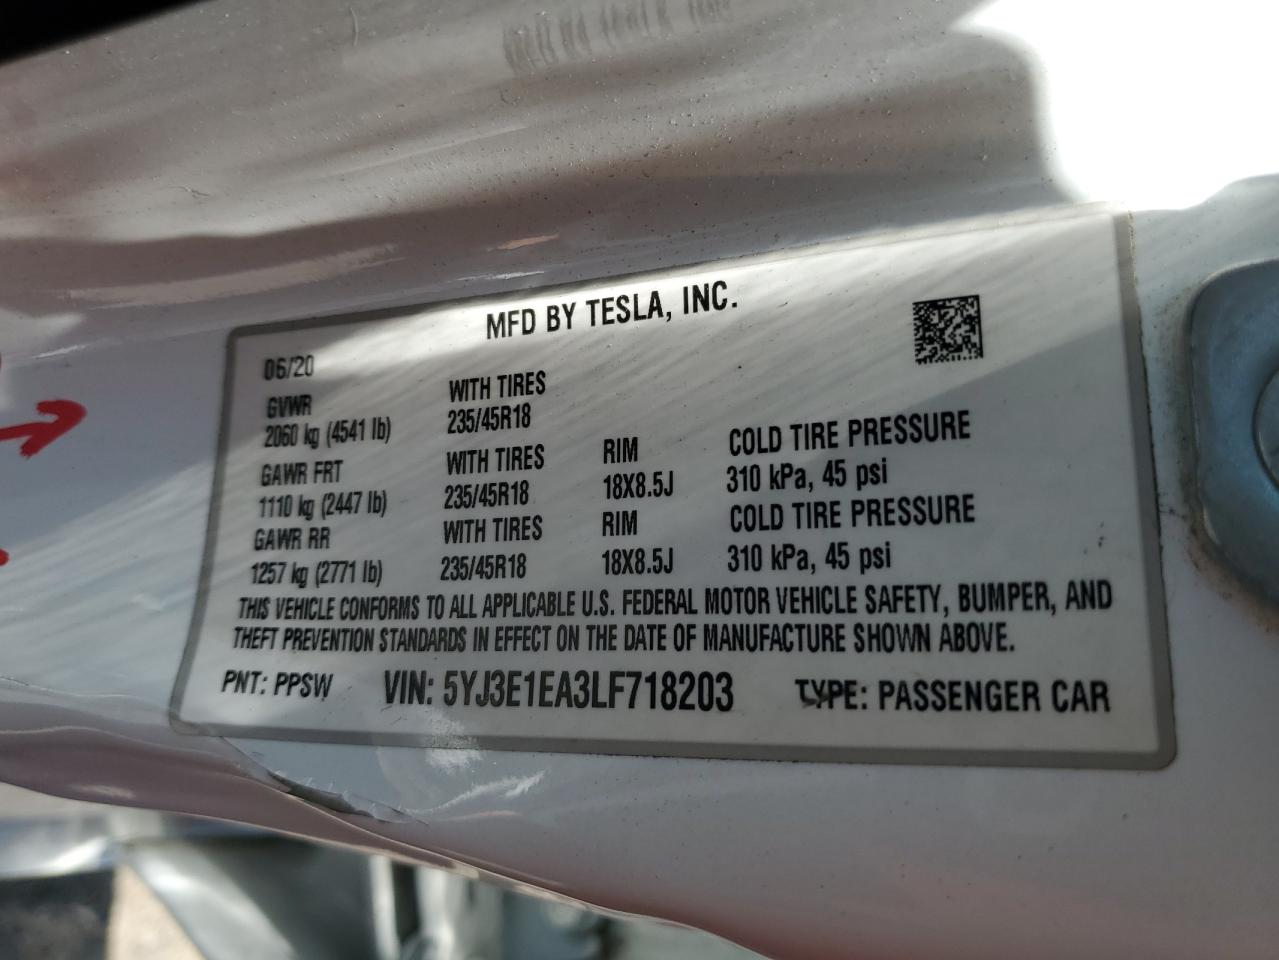 MFD BY TESLA, INC.
06/20
GVWR WITH TIRES
2060 kg (4541 lb) 235/45R18
GAWR FRT WITH TIRES RIM COLD TIRE PRESSURE
1110 kg (2447 lb) 235/45R18 18X8.5J 310 kPa, 45 psi
GAWR RR WITH TIRES RIM COLD TIRE PRESSURE
1257 kg (2771 lb) 235/45R18 18X8.5J 310 kPa, 45 psi
THIS VEHICLE CONFORMS TO ALL APPLICABLE U.S. FEDERAL MOTOR VEHICLE SAFETY, BUMPER, AND
THEFT PREVENTION STANDARDS IN EFFECT ON THE DATE OF MANUFACTURE SHOWN ABOVE.
PNT: PPSW VIN: 5YJ3E1EA3LF718203 TYPE: PASSENGER CAR